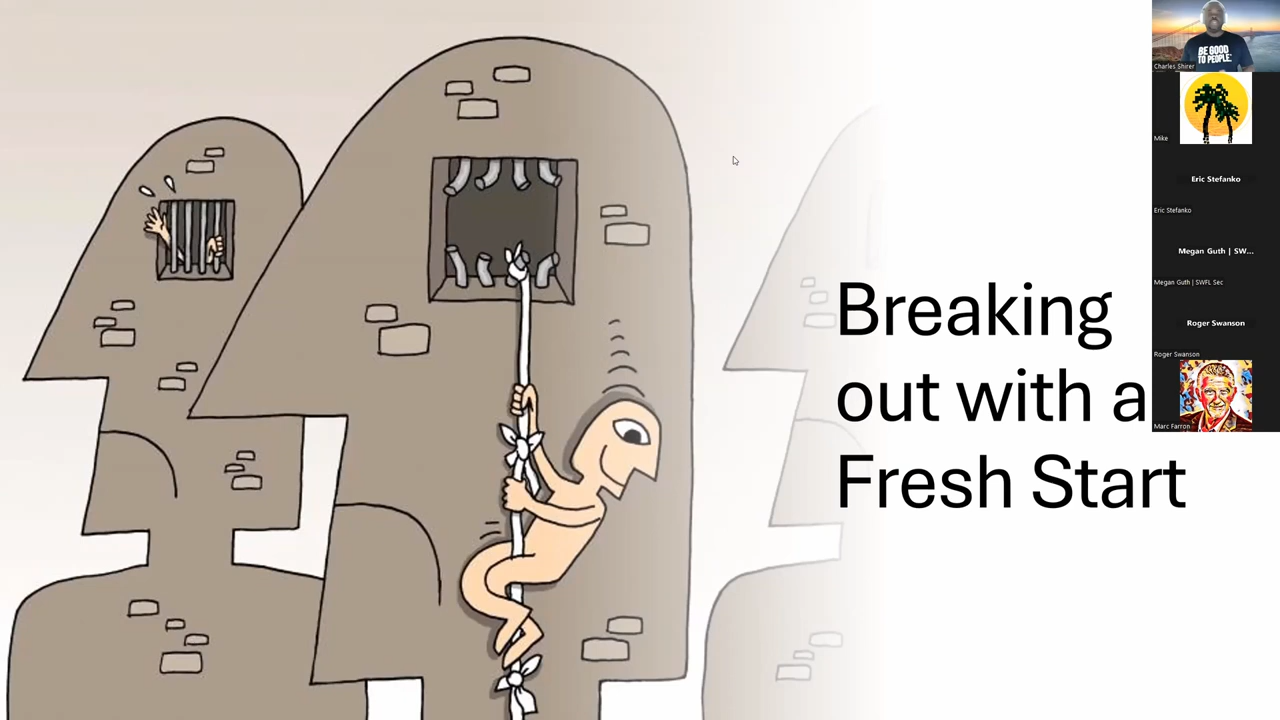 Breaking
out with a
Fresh Start
BE GOOD
TO PEOPLE
Charles Shirer
Mike
Eric Stefanko
Eric Stefanko
Megan Guth | SW...
Megan Guth | SWFL Sec
Roger Swanson
Roger Swanson
Marc Farron